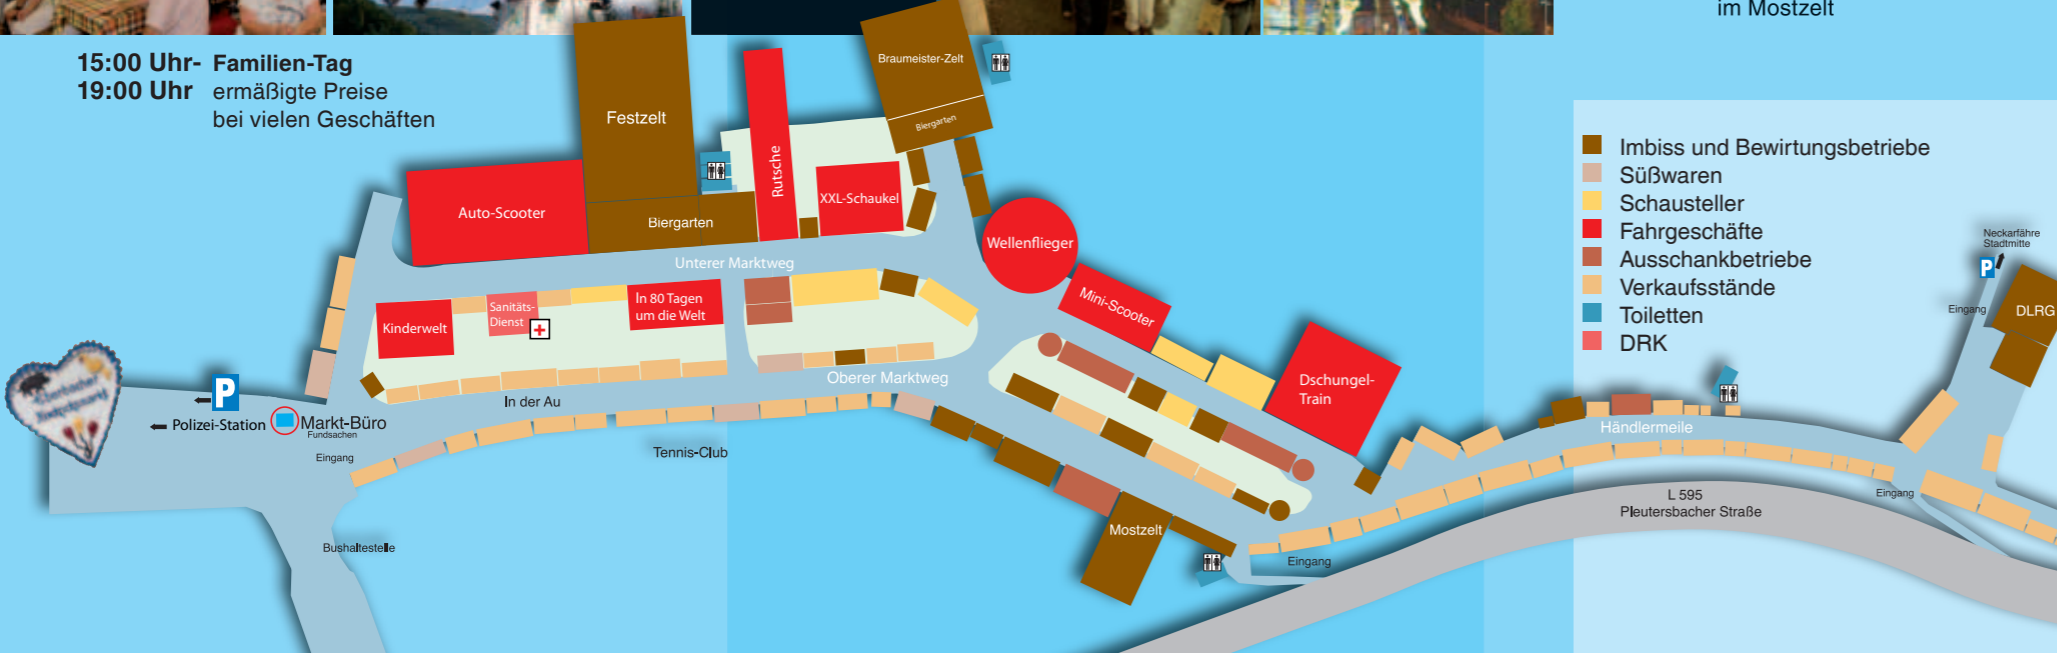 im Mostzelt
15:00 Uhr- Familien-Tag
19:00 Uhr ermäßigte Preise
bei vielen Geschäften
Braumeister-Zelt
Biergarten
Festzelt
Rutsche
XXL-Schaukel
Auto-Scooter
Biergarten
Wellenflieger
Unterer Marktweg
Kinderwelt
Sanitäts-
Dienst
In 80 Tagen
um die Welt
Mini-Scooter
Dschungel-
Train
Oberer Marktweg
In der Au
P
Polizei-Station
Markt-Büro
Fundsachen
Eingang
Tennis-Club
Bushaltestelle
Mostzelt
Eingang
Imbiss und Bewirtungsbetriebe
Süßwaren
Schausteller
Fahrgeschäfte
Ausschankbetriebe
Verkaufsstände
Toiletten
DRK
Händlermeile
L 595
Pleutersbacher Straße
Eingang
Neckarfähre
Stadtmitte
P
Eingang
DLRG